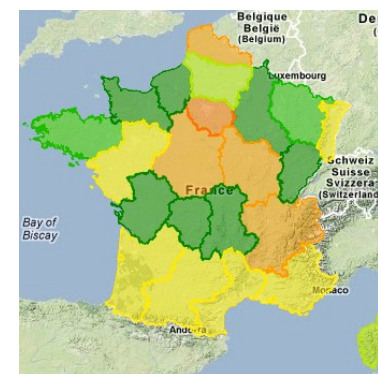 Belgique
België
(Belgium)
De
(
Luxembourg
Schweiz
Suisse
Svizzera
(Switzerland
France
Bay of
Biscay
Monaco
Andorra